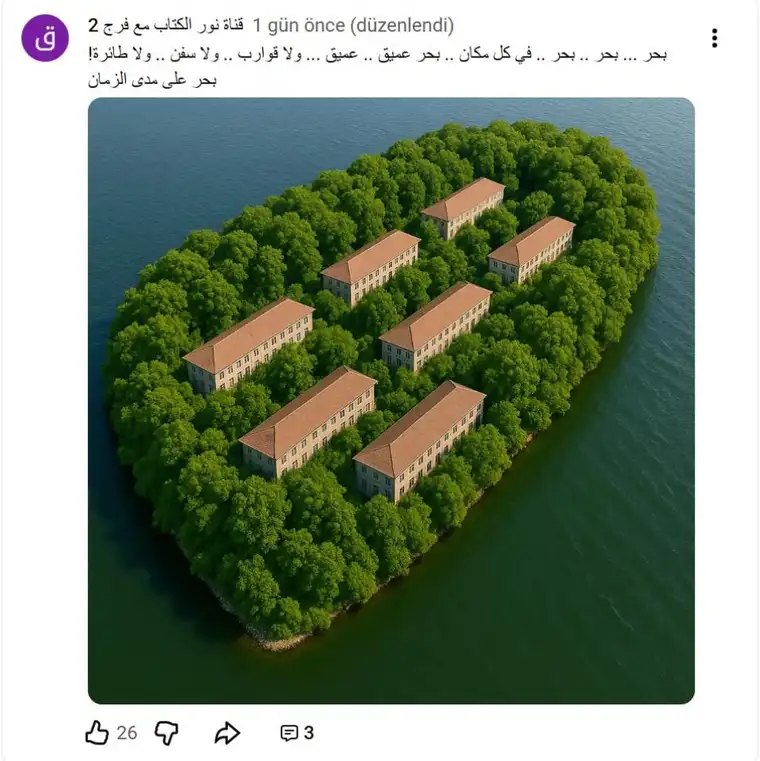 ق
قناة نور الكتاب مع فرج 2 1 gün önce (düzenlendi)
بحر ... بحر .. بحر .. في كل مكان .. بحر عميق .. عميق ... ولا قوارب .. ولا سفن .. ولا طائرة!
بحر على مدى الزمان
26 3